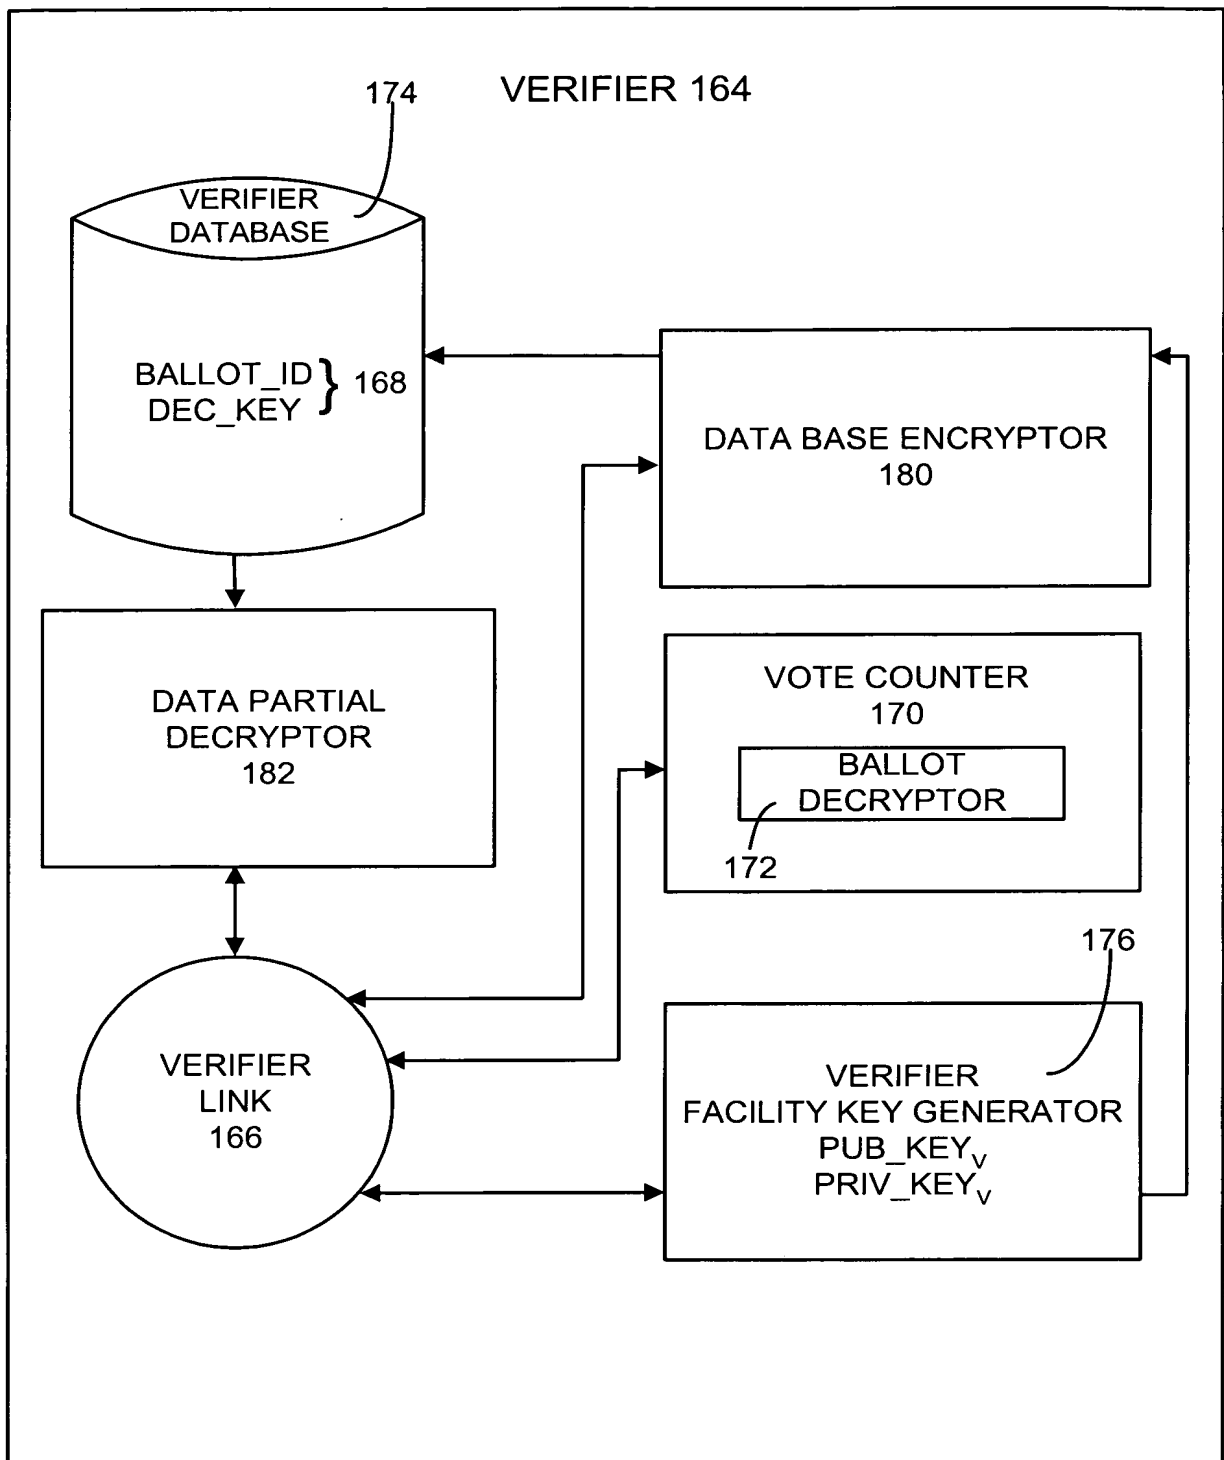 VERIFIER 164
174
VERIFIER
DATABASE
BALLOT_ID
DEC_KEY
} 168
DATA BASE ENCRYPTOR
180
DATA PARTIAL
DECRYPTOR
182
VOTE COUNTER
170
BALLOT
DECRYPTOR
172
176
VERIFIER
LINK
166
VERIFIER
FACILITY KEY GENERATOR
PUB_KEYV
PRIV_KEYV